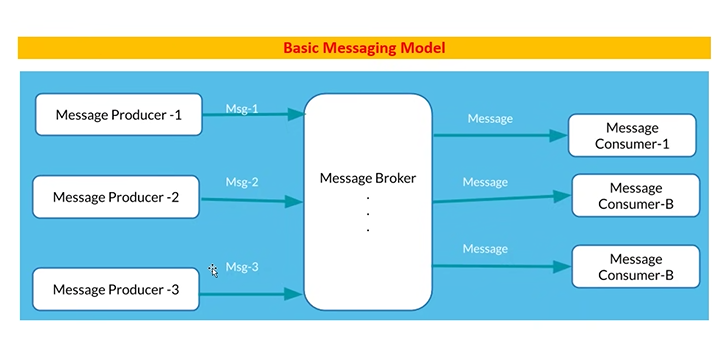 Basic Messaging Model
Message Producer -1
Msg-1
Message Producer -2
Msg-2
Message Producer -3
Msg-3
Message Broker
.
.
.
Message
Message
Consumer-1
Message
Message
Consumer-B
Message
Message
Consumer-B